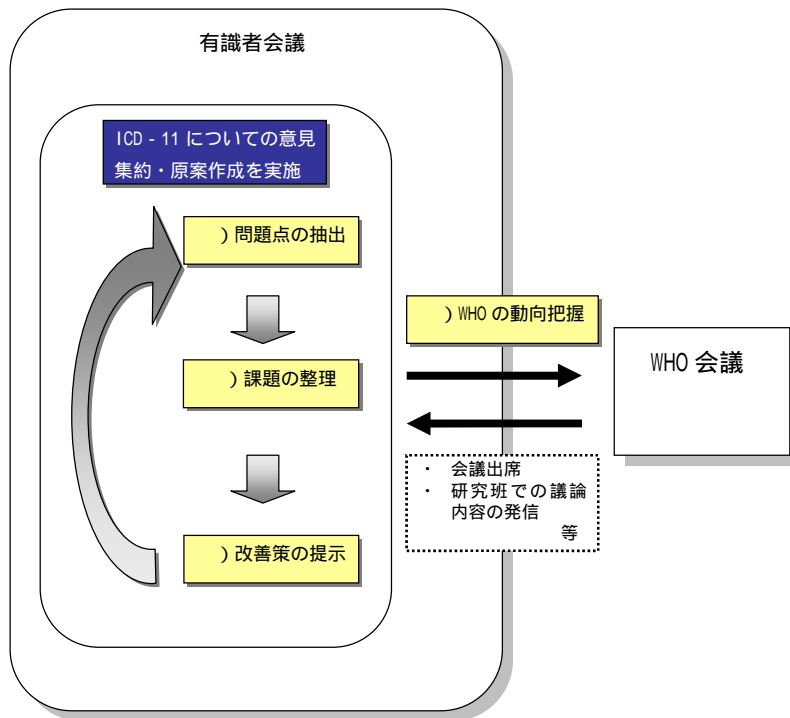 有識者会議
ICD - 11 についての意見
集約・原案作成を実施
）問題点の抽出
）課題の整理
）改善策の提示
）WHO の動向把握
WHO 会議
・ 会議出席
・ 研究班での議論
内容の発信
等